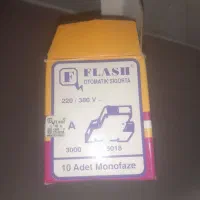 F FLASH
OTOMATİK SİGORTA
220 / 380 V ~
A
3000
10 Adet Monofaze